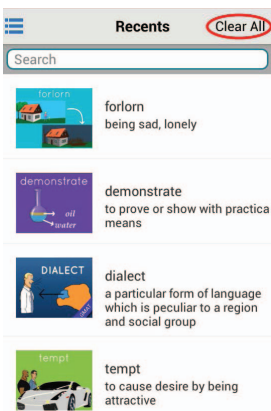 Recents
Clear All
Search
forlorn
forlorn
being sad, lonely
demonstrate
oil
water
demonstrate
to prove or show with practica
means
DIALECT
dialect
a particular form of language
which is peculiar to a region
and social group
tempt
tempt
to cause desire by being
attractive